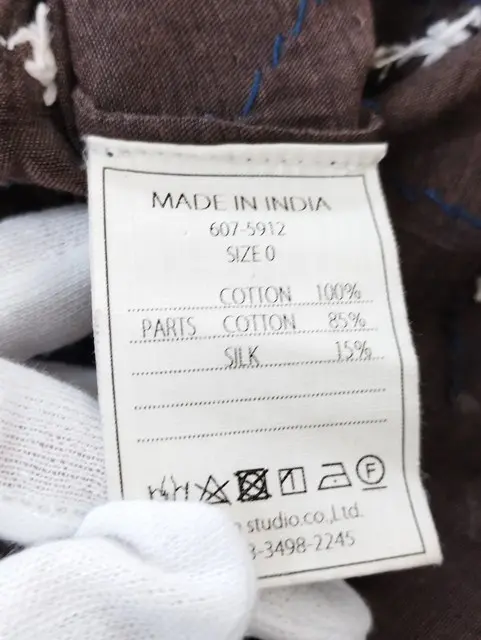 MADE IN INDIA
607-5912
SIZE 0
COTTON 100%
PARTS COTTON 85%
SILK 15%
F
studio.co.,Ltd.
3-3498-2245